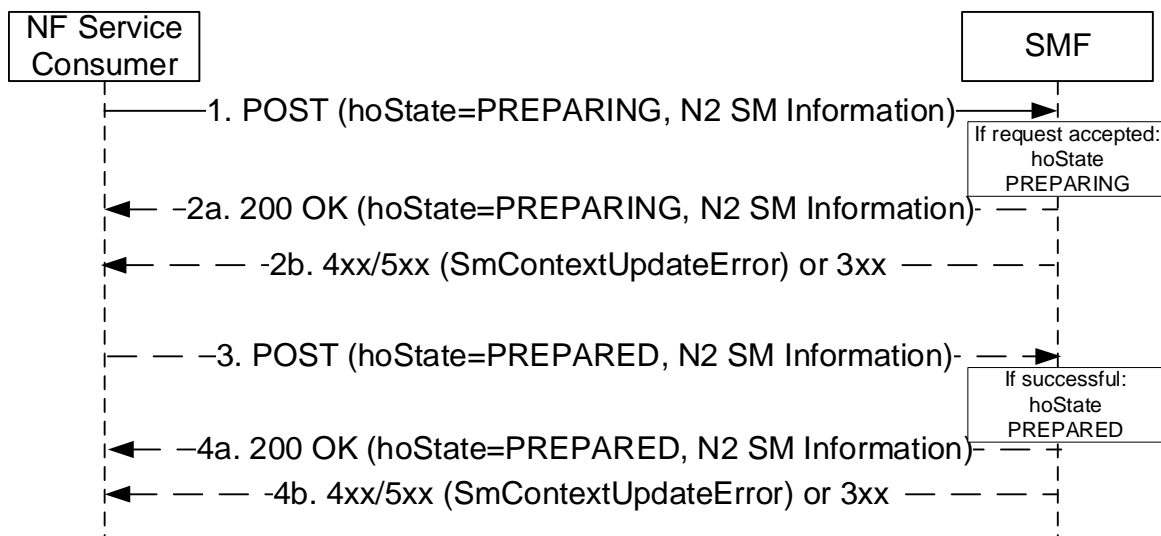 NF Service
Consumer
SMF
1. POST (hoState=PREPARING, N2 SM Information)
If request accepted:
hoState
PREPARING
2a. 200 OK (hoState=PREPARING, N2 SM Information)
2b. 4xx/5xx (SmContextUpdateError) or 3xx
3. POST (hoState=PREPARED, N2 SM Information)
If successful:
hoState
PREPARED
4a. 200 OK (hoState=PREPARED, N2 SM Information)
4b. 4xx/5xx (SmContextUpdateError) or 3xx